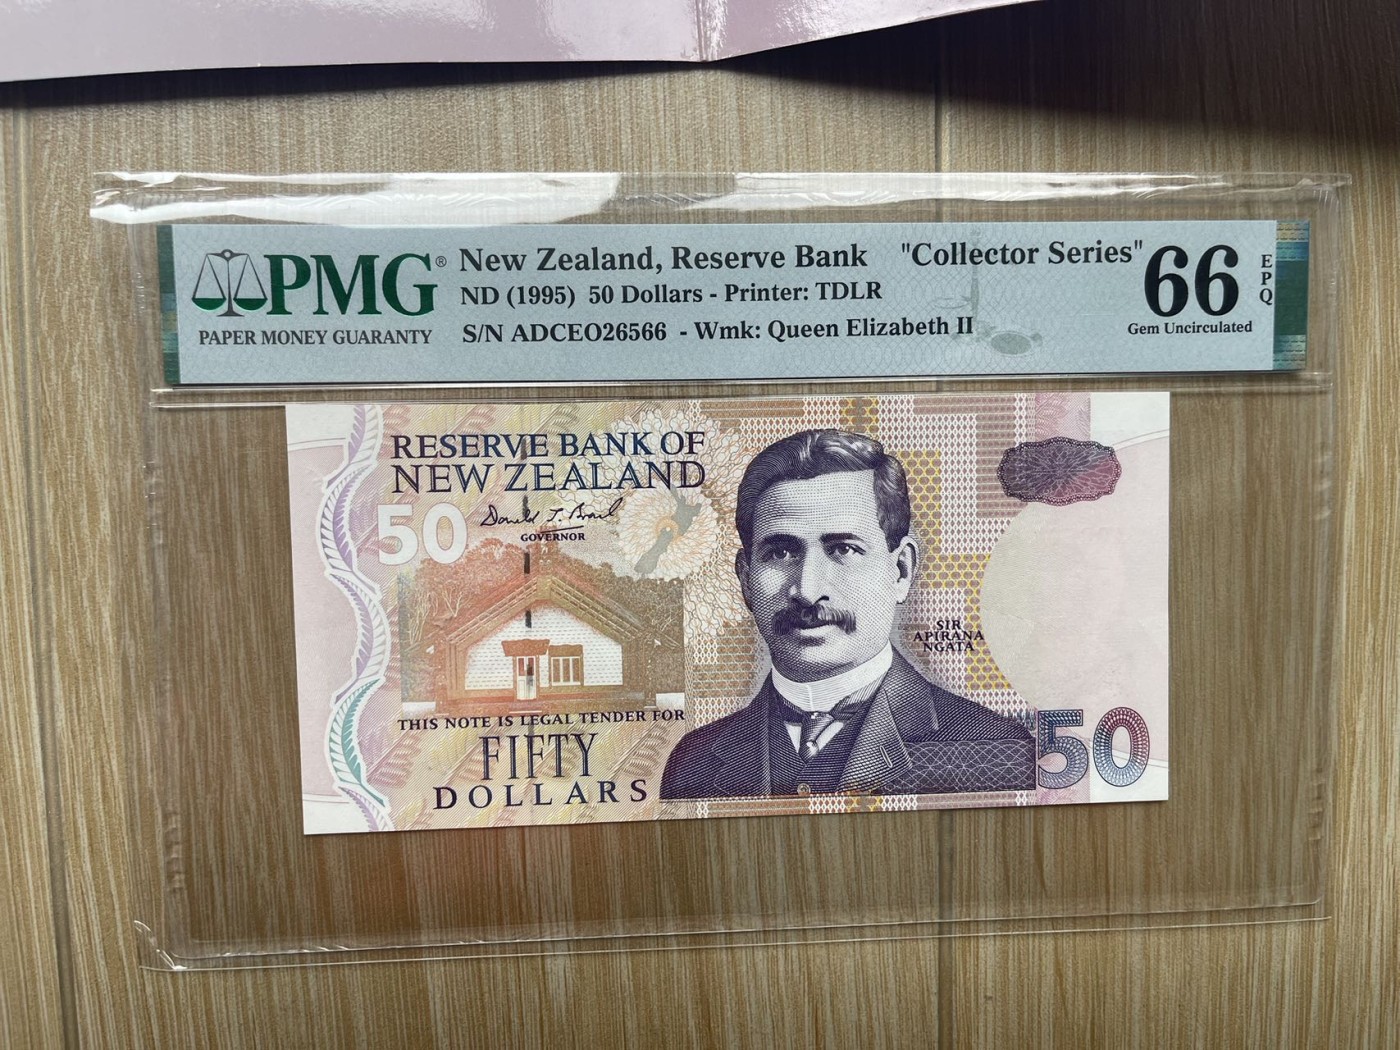 PMG®
PAPER MONEY GUARANTY
New Zealand, Reserve Bank "Collector Series"
ND (1995) 50 Dollars - Printer: TDLR
S/N ADCEO26566 - Wmk: Queen Elizabeth II
66
EPQ
Gem Uncirculated
RESERVE BANK OF
NEW ZEALAND
50
Donald T. Brash
GOVERNOR
SIR
APIRANA
NGATA
THIS NOTE IS LEGAL TENDER FOR
FIFTY
DOLLARS
50